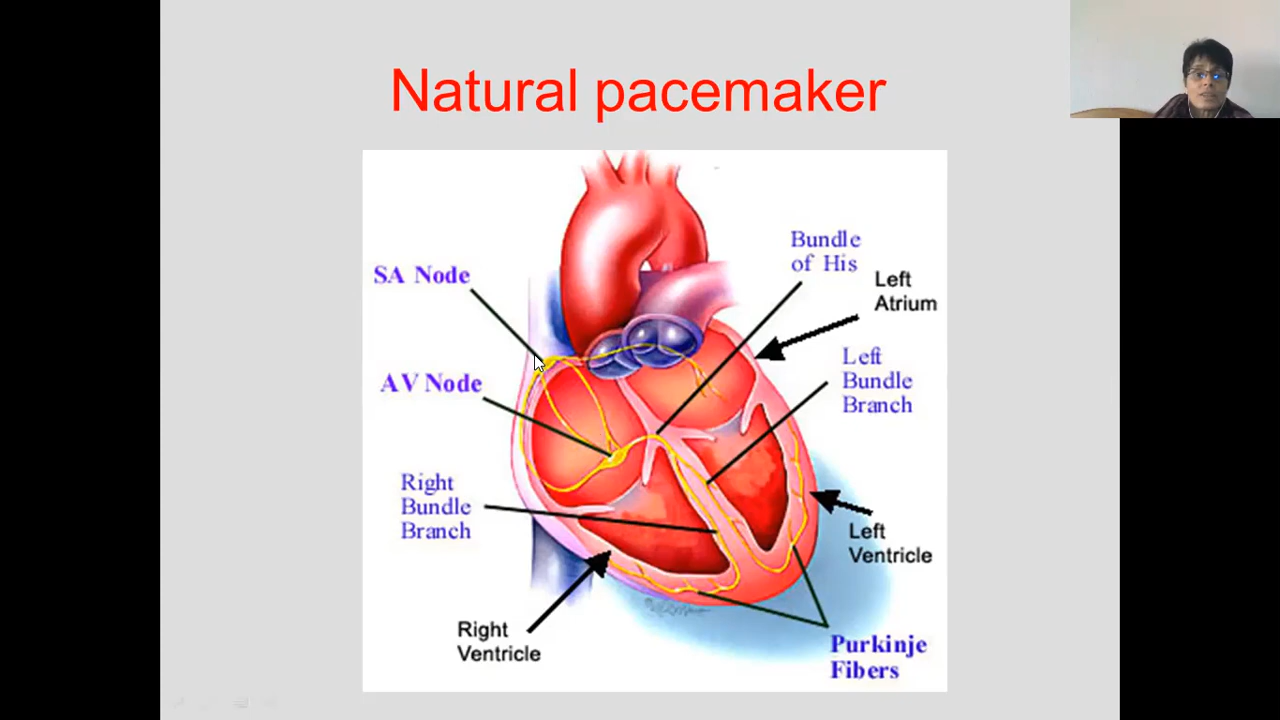 Natural pacemaker
SA Node
AV Node
Right
Bundle
Branch
Right
Ventricle
Bundle
of His
Left
Atrium
Left
Bundle
Branch
Left
Ventricle
Purkinje
Fibers